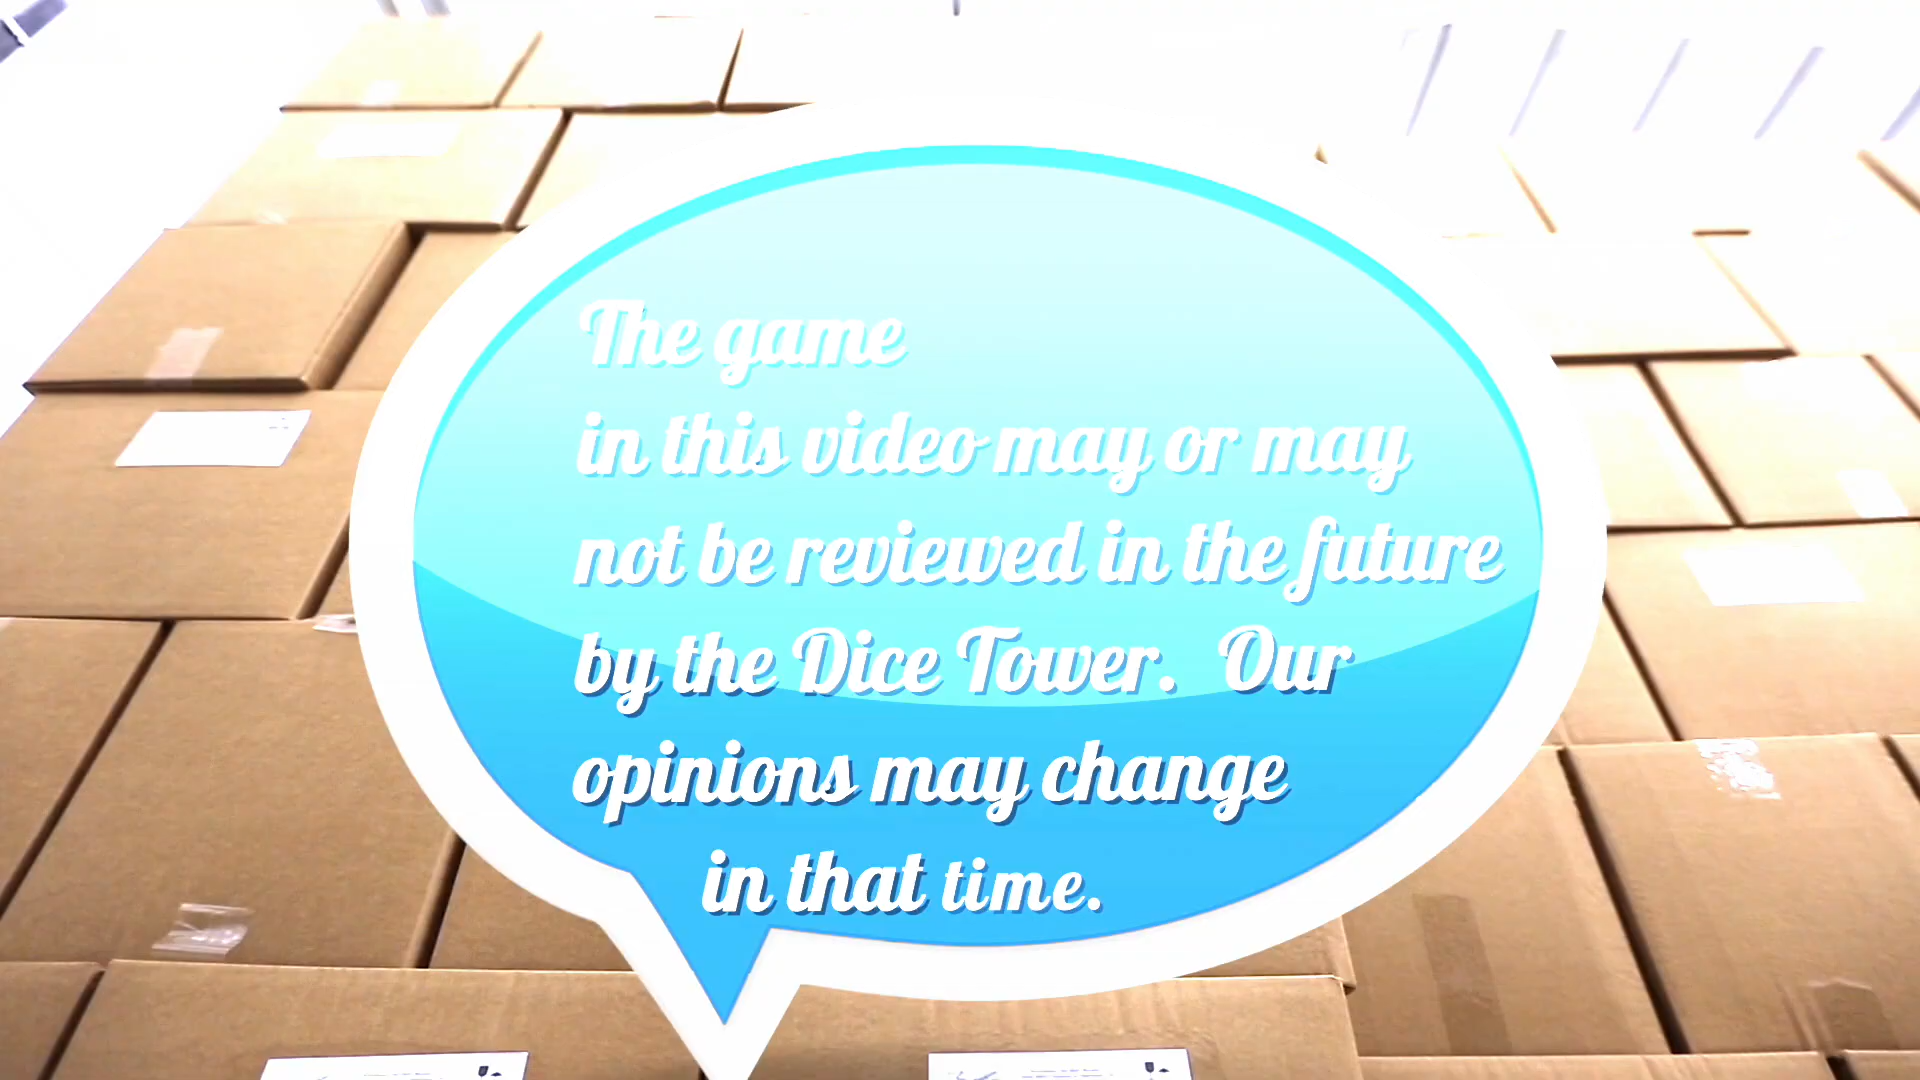 The game
in this video may or may
not be reviewed in the future
by the Dice Tower. Our
opinions may change
in that time.